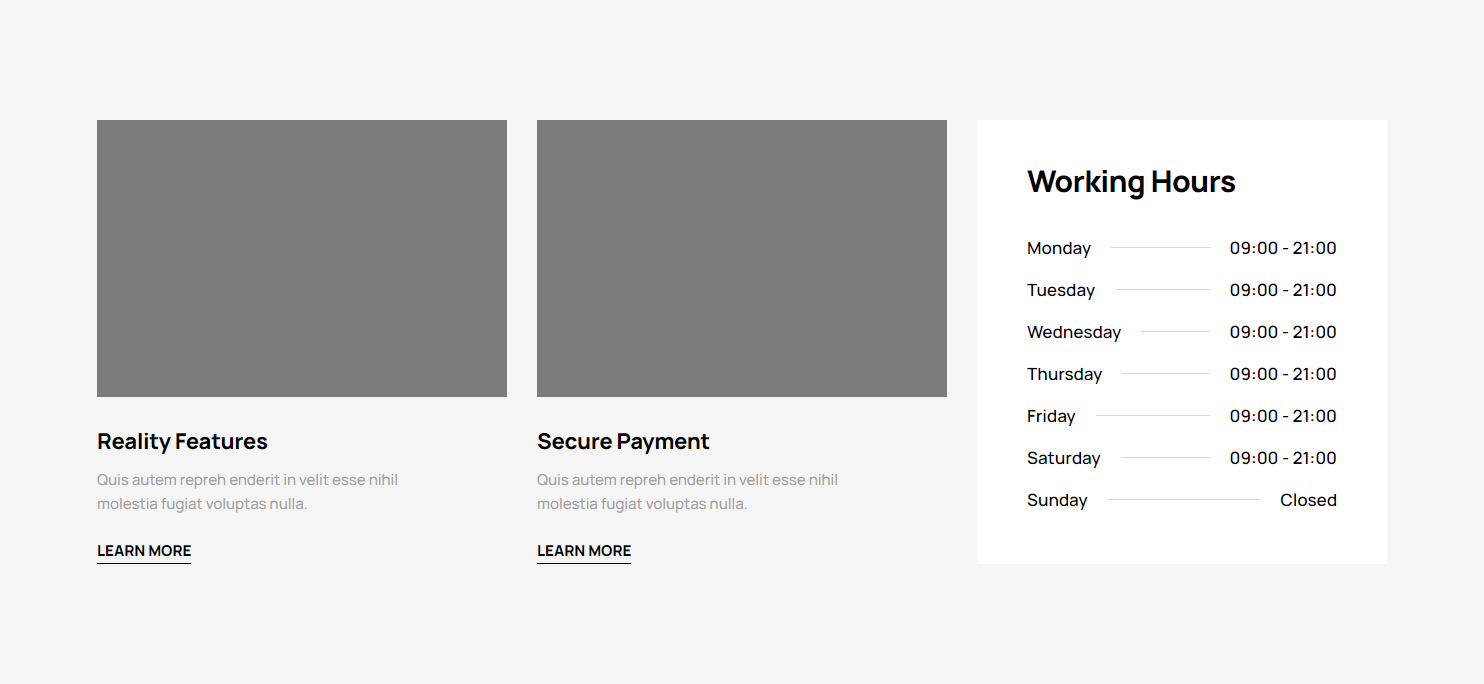 Reality Features
Quis autem repreh enderit in velit esse nihil
molestia fugiat voluptas nulla.
LEARN MORE
Secure Payment
Quis autem repreh enderit in velit esse nihil
molestia fugiat voluptas nulla.
LEARN MORE
Working Hours
Monday 09:00 - 21:00
Tuesday 09:00 - 21:00
Wednesday 09:00 - 21:00
Thursday 09:00 - 21:00
Friday 09:00 - 21:00
Saturday 09:00 - 21:00
Sunday Closed